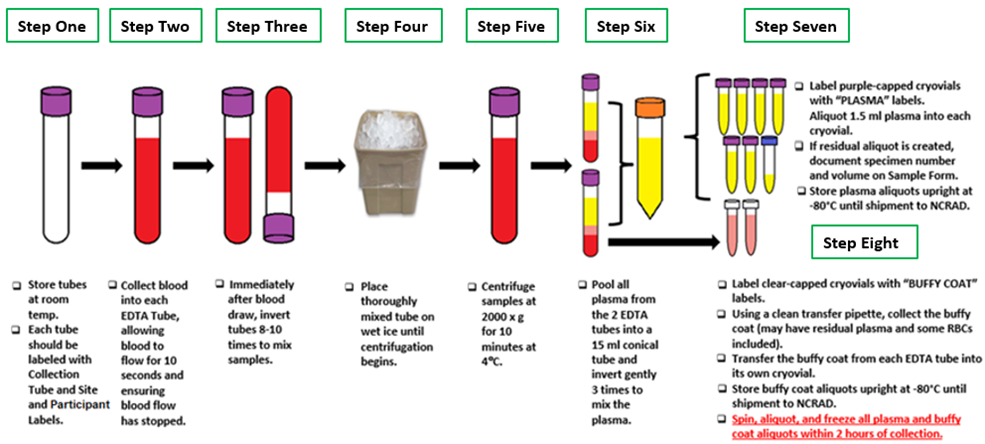 Step One
Step Two
Step Three
Step Four
Step Five
Step Six
Step Seven
❑ Label purple-capped cryovials
with “PLASMA” labels.
Aliquot 1.5 ml plasma into each
cryovial.
❑ If residual aliquot is created,
document specimen number
and volume on Sample Form.
❑ Store plasma aliquots upright at
-80°C until shipment to NCRAD.
Step Eight
❑ Store tubes
at room
temp.
❑ Each tube
should be
labeled with
Collection
Tube and Site
and Participant
Labels.
❑ Collect blood
into each
EDTA Tube,
allowing
blood to
flow for 10
seconds and
ensuring
blood flow
has stopped.
❑ Immediately
after blood
draw, invert
tubes 8-10
times to mix
samples.
❑ Place
thoroughly
mixed tube on
wet ice until
centrifugation
begins.
❑ Centrifuge
samples at
2000 x g
for 10
minutes at
4°C.
❑ Pool all
plasma from
the 2 EDTA
tubes into a
15 ml conical
tube and
invert gently
3 times to
mix the
plasma.
❑ Label clear-capped cryovials with “BUFFY COAT”
labels.
❑ Using a clean transfer pipette, collect the buffy
coat (may have residual plasma and some RBCs
included).
❑ Transfer the buffy coat from each EDTA tube into
its own cryovial.
❑ Store buffy coat aliquots upright at -80°C until
shipment to NCRAD.
❑ Spin, aliquot, and freeze all plasma and buffy
coat aliquots within 2 hours of collection.